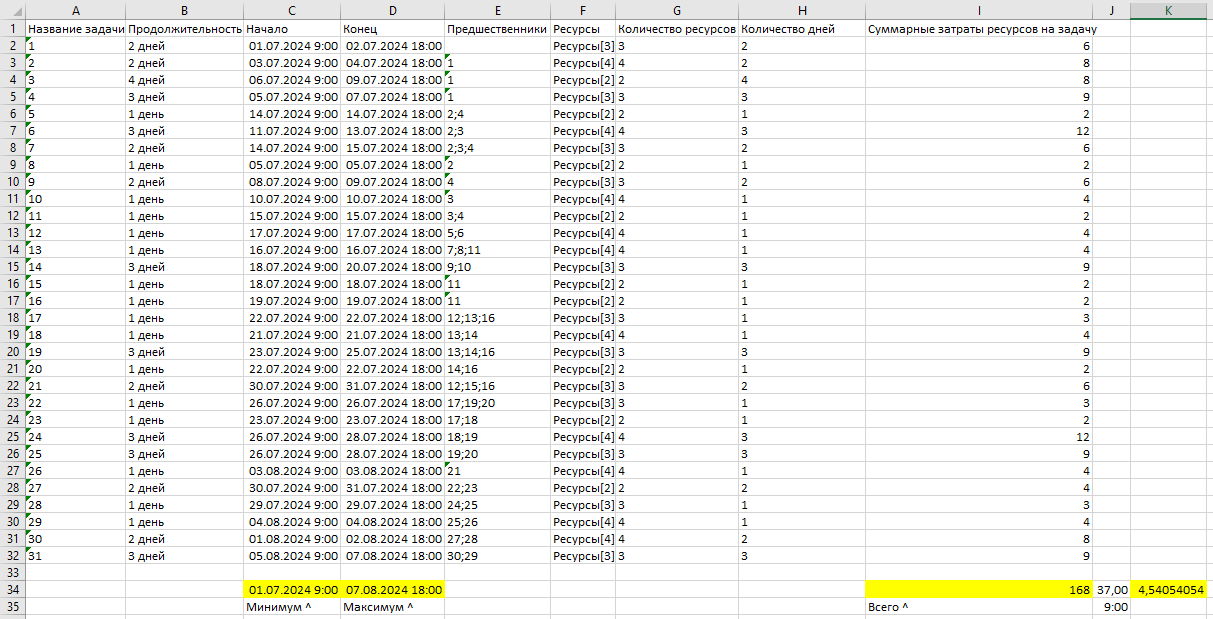 A B C D E F G H I J K
1 Название задачи Продолжительность Начало Конец Предшественники Ресурсы Количество ресурсов Количество дней Суммарные затраты ресурсов на задачу
2 1 2 дней 01.07.2024 9:00 02.07.2024 18:00 Ресурсы[3] 3 2 6
3 2 2 дней 03.07.2024 9:00 04.07.2024 18:00 1 Ресурсы[4] 4 2 8
4 3 4 дней 06.07.2024 9:00 09.07.2024 18:00 1 Ресурсы[2] 2 4 8
5 4 3 дней 05.07.2024 9:00 07.07.2024 18:00 1 Ресурсы[3] 3 3 9
6 5 1 день 14.07.2024 9:00 14.07.2024 18:00 2;4 Ресурсы[2] 2 1 2
7 6 3 дней 11.07.2024 9:00 13.07.2024 18:00 2;3 Ресурсы[4] 4 3 12
8 7 2 дней 14.07.2024 9:00 15.07.2024 18:00 2;3;4 Ресурсы[3] 3 2 6
9 8 1 день 05.07.2024 9:00 05.07.2024 18:00 2 Ресурсы[2] 2 1 2
10 9 2 дней 08.07.2024 9:00 09.07.2024 18:00 4 Ресурсы[3] 3 2 6
11 10 1 день 10.07.2024 9:00 10.07.2024 18:00 3 Ресурсы[4] 4 1 4
12 11 1 день 15.07.2024 9:00 15.07.2024 18:00 3;4 Ресурсы[2] 2 1 2
13 12 1 день 17.07.2024 9:00 17.07.2024 18:00 5;6 Ресурсы[4] 4 1 4
14 13 1 день 16.07.2024 9:00 16.07.2024 18:00 7;8;11 Ресурсы[4] 4 1 4
15 14 3 дней 18.07.2024 9:00 20.07.2024 18:00 9;10 Ресурсы[3] 3 3 9
16 15 1 день 18.07.2024 9:00 18.07.2024 18:00 11 Ресурсы[2] 2 1 2
17 16 1 день 19.07.2024 9:00 19.07.2024 18:00 11 Ресурсы[2] 2 1 2
18 17 1 день 22.07.2024 9:00 22.07.2024 18:00 12;13;16 Ресурсы[3] 3 1 3
19 18 1 день 21.07.2024 9:00 21.07.2024 18:00 13;14 Ресурсы[4] 4 1 4
20 19 3 дней 23.07.2024 9:00 25.07.2024 18:00 13;14;16 Ресурсы[3] 3 3 9
21 20 1 день 22.07.2024 9:00 22.07.2024 18:00 14;16 Ресурсы[2] 2 1 2
22 21 2 дней 30.07.2024 9:00 31.07.2024 18:00 12;15;16 Ресурсы[3] 3 2 6
23 22 1 день 26.07.2024 9:00 26.07.2024 18:00 17;19;20 Ресурсы[3] 3 1 3
24 23 1 день 23.07.2024 9:00 23.07.2024 18:00 17;18 Ресурсы[2] 2 1 2
25 24 3 дней 26.07.2024 9:00 28.07.2024 18:00 18;19 Ресурсы[4] 4 3 12
26 25 3 дней 26.07.2024 9:00 28.07.2024 18:00 19;20 Ресурсы[3] 3 3 9
27 26 1 день 03.08.2024 9:00 03.08.2024 18:00 21 Ресурсы[4] 4 1 4
28 27 2 дней 30.07.2024 9:00 31.07.2024 18:00 22;23 Ресурсы[2] 2 2 4
29 28 1 день 29.07.2024 9:00 29.07.2024 18:00 24;25 Ресурсы[3] 3 1 3
30 29 1 день 04.08.2024 9:00 04.08.2024 18:00 25;26 Ресурсы[4] 4 1 4
31 30 2 дней 01.08.2024 9:00 02.08.2024 18:00 27;28 Ресурсы[4] 4 2 8
32 31 3 дней 05.08.2024 9:00 07.08.2024 18:00 30;29 Ресурсы[3] 3 3 9
33
34 01.07.2024 9:00 07.08.2024 18:00 168 37,00 4,54054054
35 Минимум ^ Максимум ^ Всего ^ 9:00